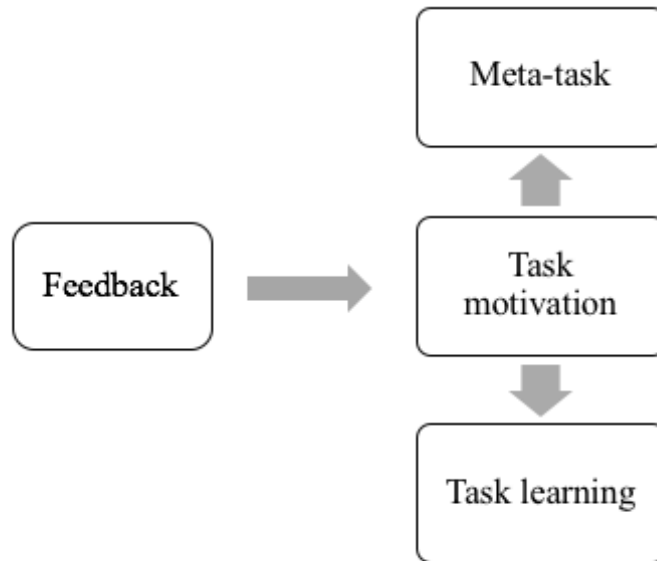 Meta-task
Feedback
Task
motivation
Task learning